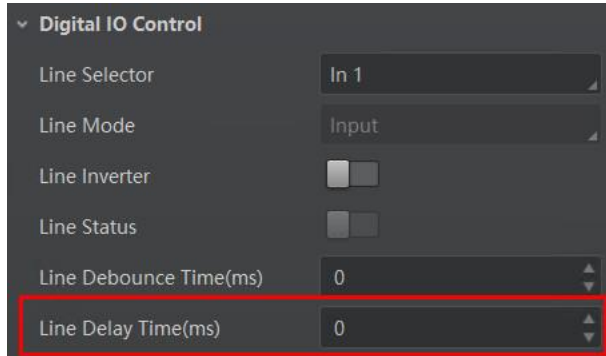 Digital IO Control
Line Selector In 1
Line Mode Input
Line Inverter
Line Status
Line Debounce Time(ms) 0
Line Delay Time(ms) 0